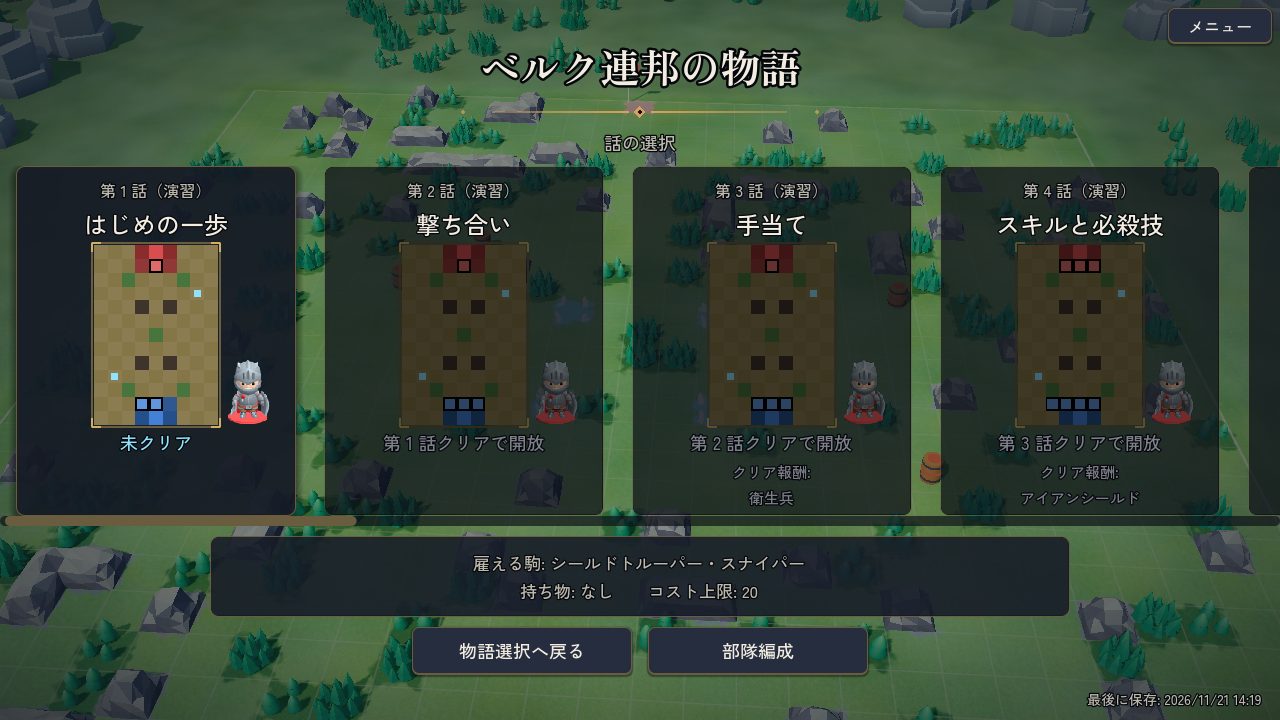 メニュー
ベルク連邦の物語
話の選択
第1話（演習）
はじめの一歩
未クリア
第2話（演習）
撃ち合い
第1話クリアで開放
第3話（演習）
手当て
第2話クリアで開放
クリア報酬:
衛生兵
第4話（演習）
スキルと必殺技
第3話クリアで開放
クリア報酬:
アイアンシールド
雇える駒: シールドトルーパー・スナイパー
持ち物: なし　　コスト上限: 20
物語選択へ戻る
部隊編成
最後に保存: 2026/11/21 14:19